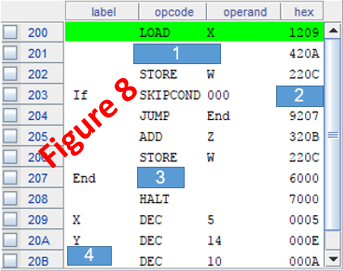 label opcode operand hex
200 LOAD X 1209
201 1 420A
202 STORE W 220C
203 If SKIPCOND 000 2
204 JUMP End 9207
205 ADD Z 320B
206 STORE W 220C
207 End 3 6000
208 HALT 7000
209 X DEC 5 0005
20A Y DEC 14 000E
20B 4 DEC 10 000A
Figure 8